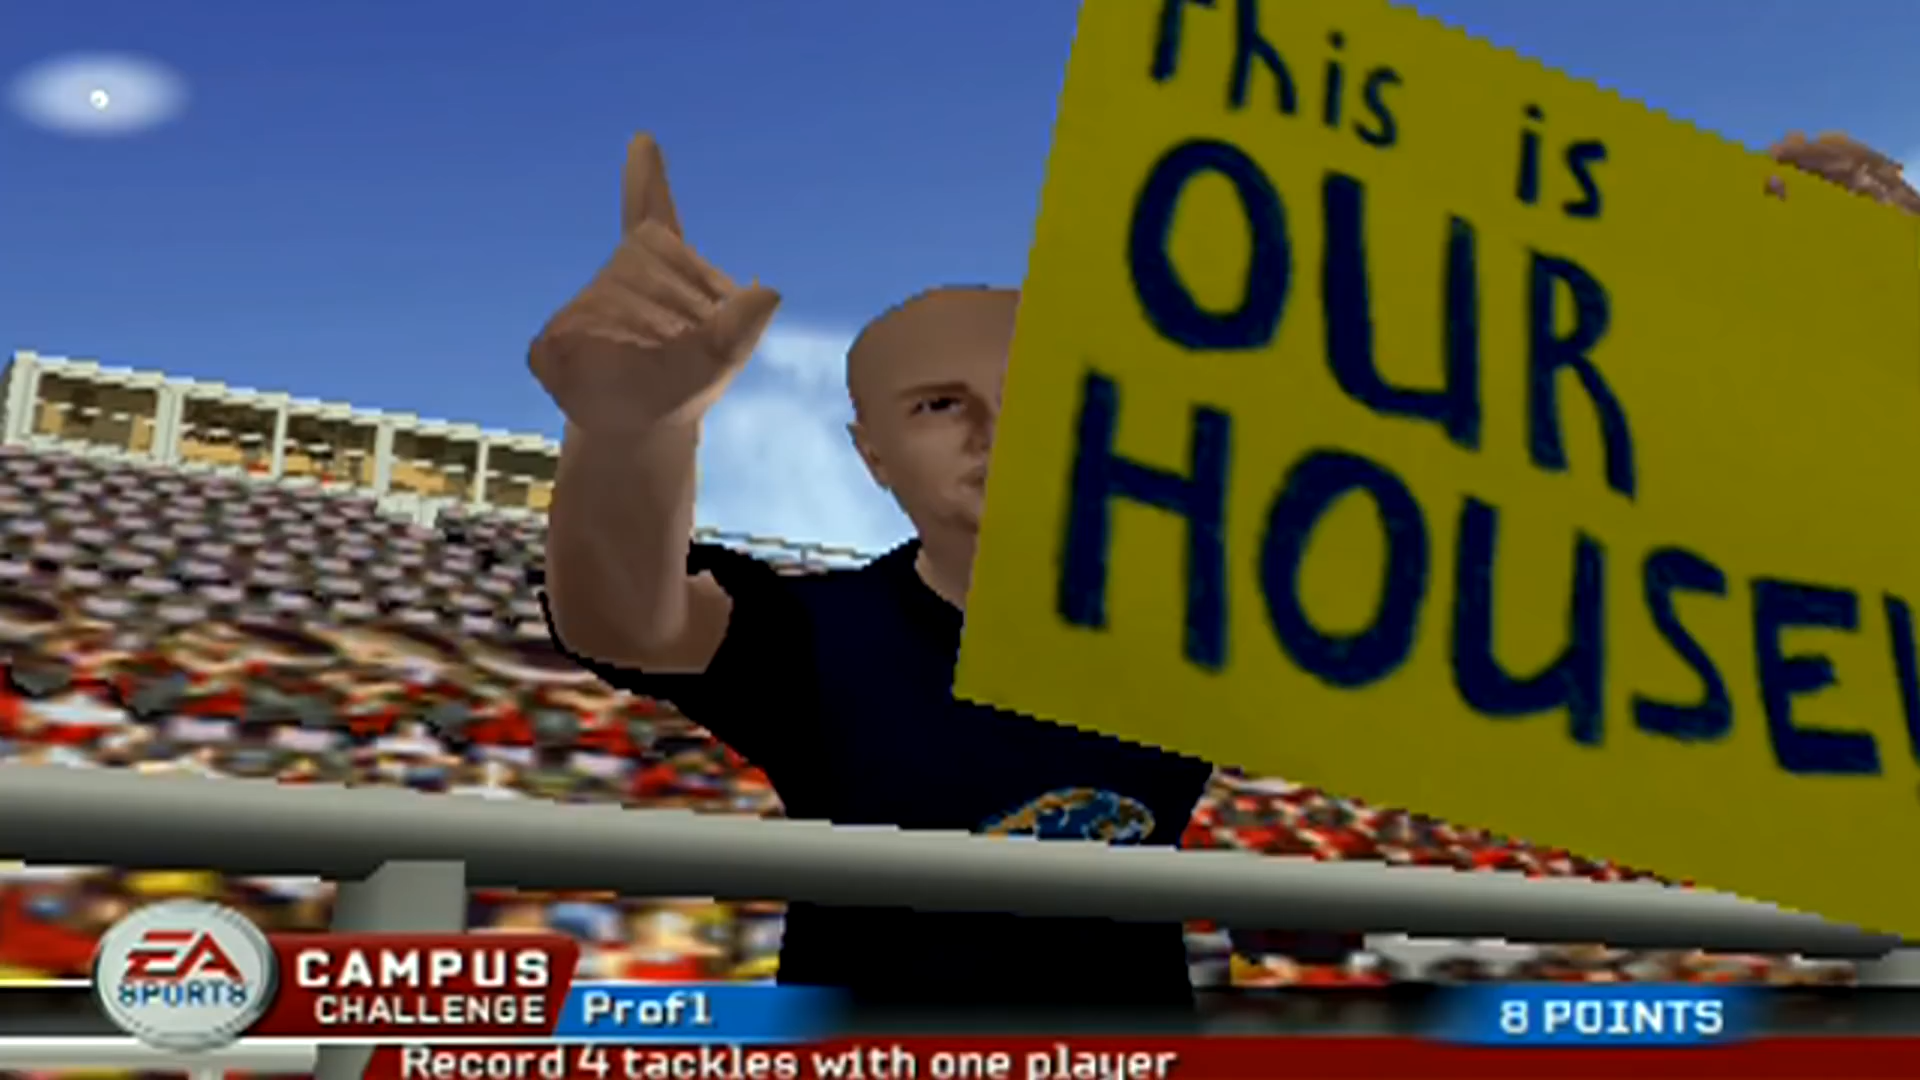 This is
OUR
HOUSE!
EA
SPORTS
CAMPUS
CHALLENGE
Prof1
8 POINTS
Record 4 tackles with one player